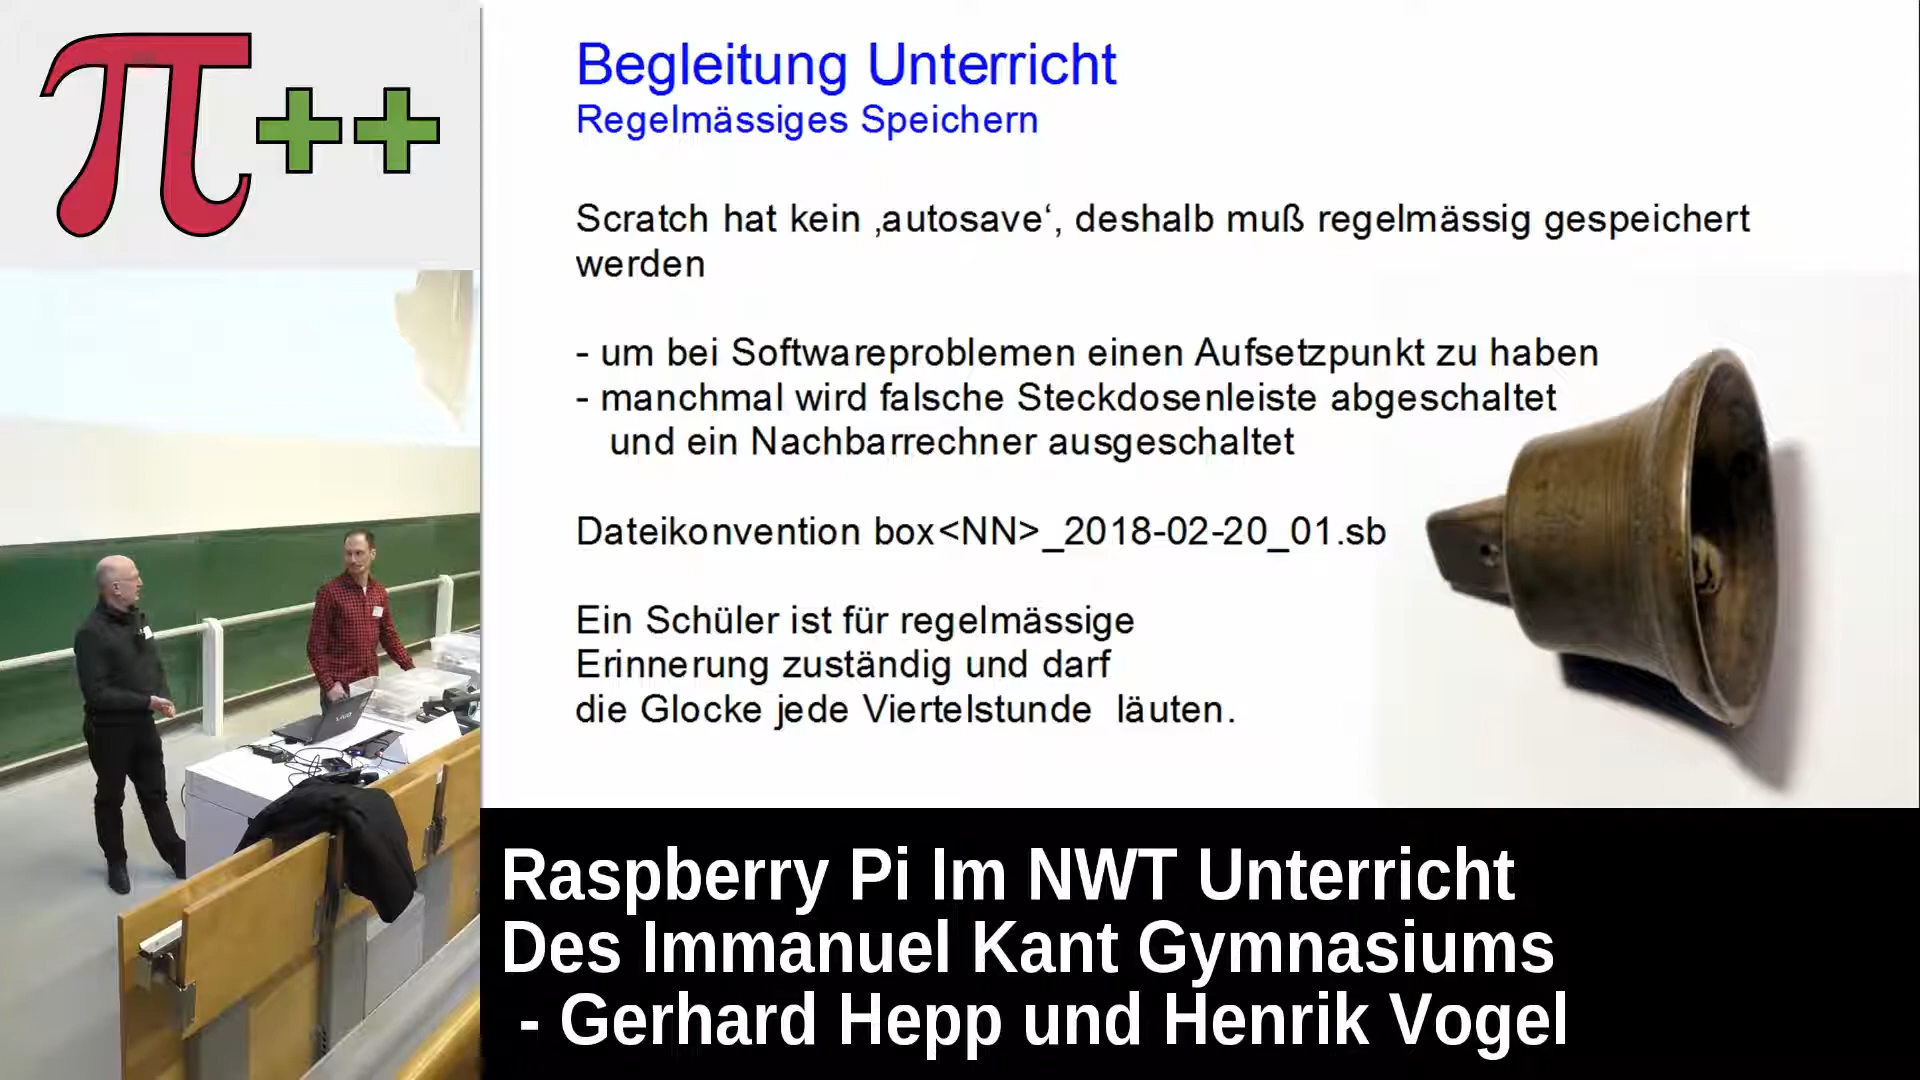 π++
Begleitung Unterricht
Regelmässiges Speichern
Scratch hat kein ‚autosave‘, deshalb muß regelmässig gespeichert
werden
- um bei Softwareproblemen einen Aufsetzpunkt zu haben
- manchmal wird falsche Steckdosenleiste abgeschaltet
und ein Nachbarrechner ausgeschaltet
Dateikonvention box<NN>_2018-02-20_01.sb
Ein Schüler ist für regelmässige
Erinnerung zuständig und darf
die Glocke jede Viertelstunde läuten.
Raspberry Pi Im NWT Unterricht
Des Immanuel Kant Gymnasiums
- Gerhard Hepp und Henrik Vogel